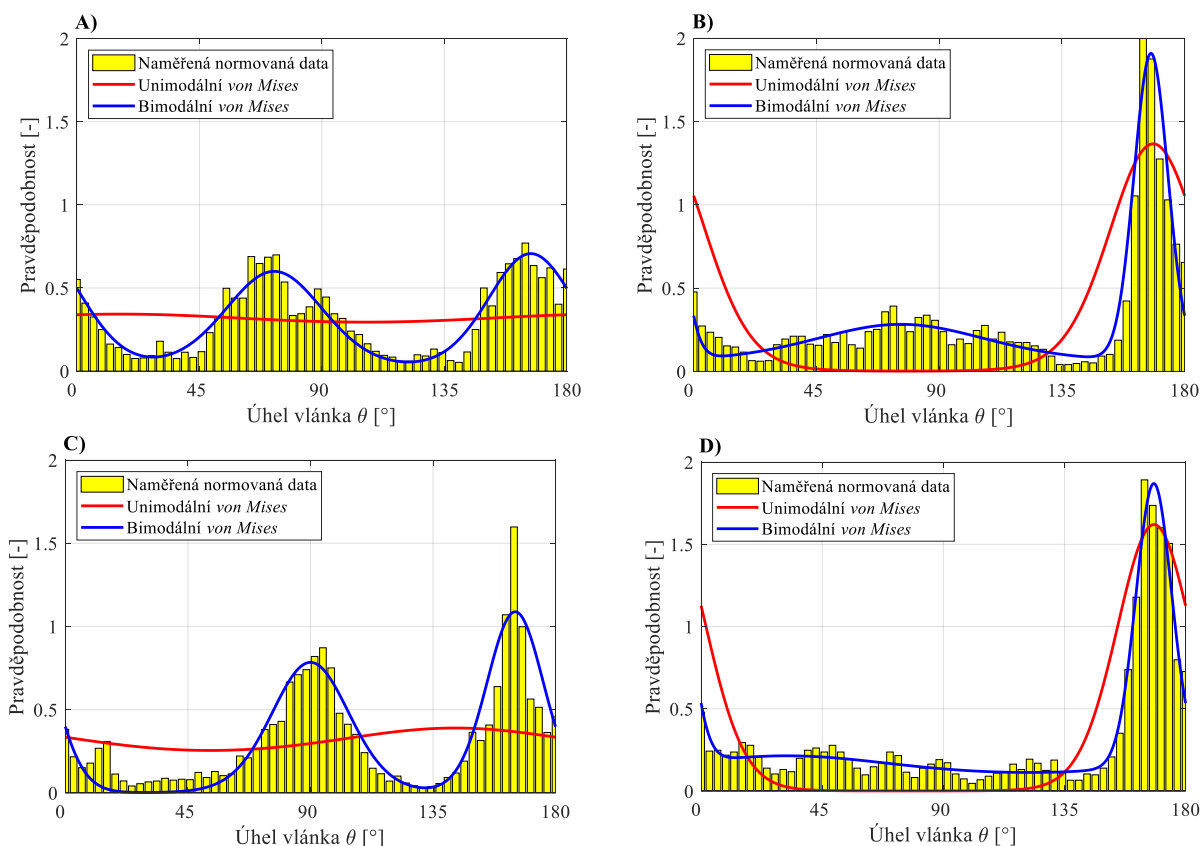 A)
2
1.5
1
0.5
0
Pravděpodobnost [-]
Naměřená normovaná data
Unimodální von Mises
Bimodální von Mises
0
45
90
135
180
Úhel vlánka θ [°]
B)
2
1.5
1
0.5
0
Pravděpodobnost [-]
Naměřená normovaná data
Unimodální von Mises
Bimodální von Mises
0
45
90
135
180
Úhel vlánka θ [°]
C)
2
1.5
1
0.5
0
Pravděpodobnost [-]
Naměřená normovaná data
Unimodální von Mises
Bimodální von Mises
0
45
90
135
180
Úhel vlánka θ [°]
D)
2
1.5
1
0.5
0
Pravděpodobnost [-]
Naměřená normovaná data
Unimodální von Mises
Bimodální von Mises
0
45
90
135
180
Úhel vlánka θ [°]